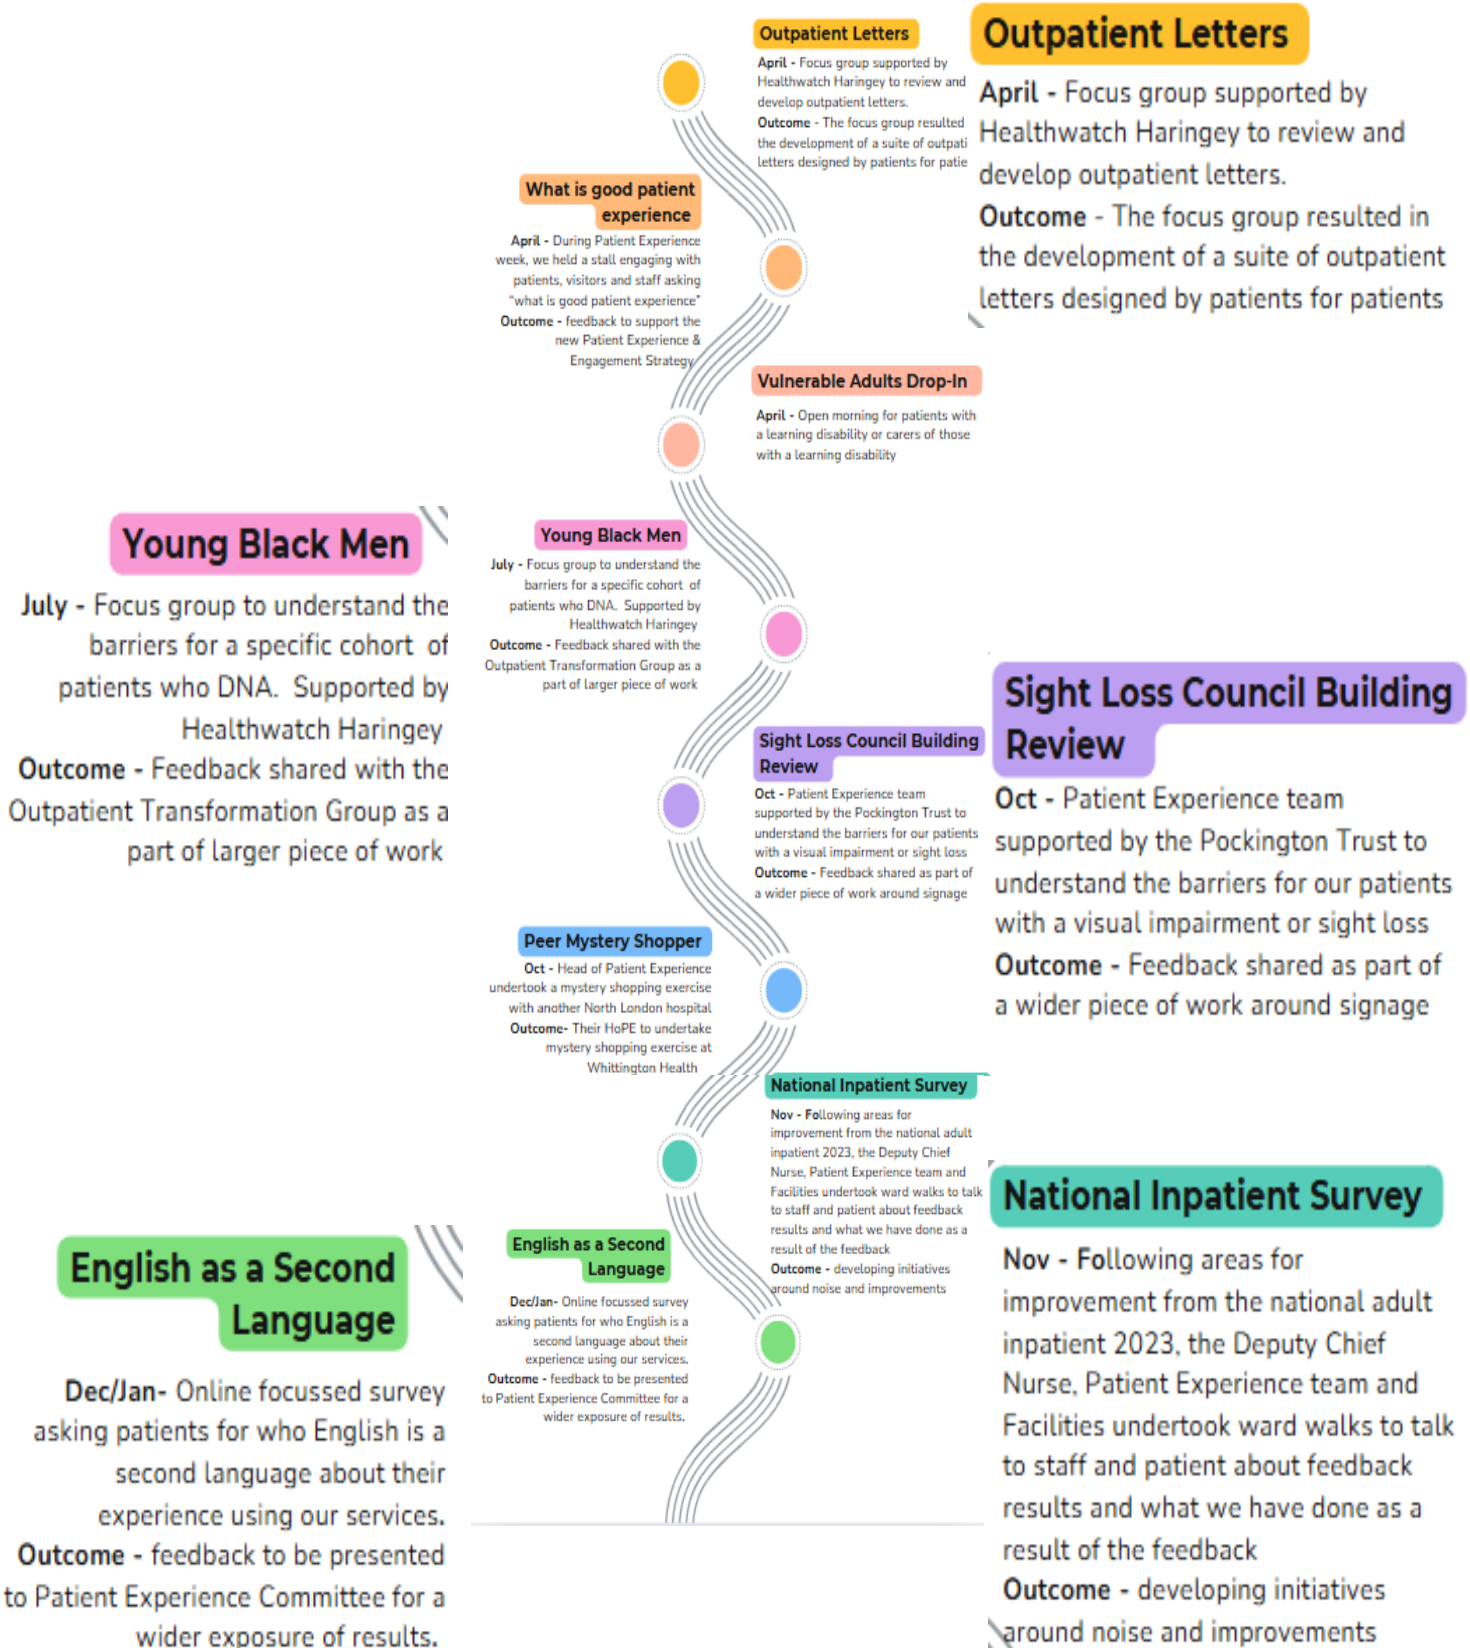 Outpatient Letters
April - Focus group supported by
Healthwatch Haringey to review and
develop outpatient letters.
Outcome - The focus group resulted
the development of a suite of outpati
letters designed by patients for patie
Outpatient Letters
April - Focus group supported by
Healthwatch Haringey to review and
develop outpatient letters.
Outcome - The focus group resulted in
the development of a suite of outpatient
letters designed by patients for patients
What is good patient
experience
April - During Patient Experience
week, we held a stall engaging with
patients, visitors and staff asking
“what is good patient experience”
Outcome - feedback to support the
new Patient Experience &
Engagement Strategy
Vulnerable Adults Drop-In
April - Open morning for patients with
a learning disability or carers of those
with a learning disability
Young Black Men
July - Focus group to understand the
barriers for a specific cohort of
patients who DNA. Supported by
Healthwatch Haringey
Outcome - Feedback shared with the
Outpatient Transformation Group as a
part of larger piece of work
Young Black Men
July - Focus group to understand the
barriers for a specific cohort of
patients who DNA. Supported by
Healthwatch Haringey
Outcome - Feedback shared with the
Outpatient Transformation Group as a
part of larger piece of work
Sight Loss Council Building
Review
Oct - Patient Experience team
supported by the Pockington Trust to
understand the barriers for our patients
with a visual impairment or sight loss
Outcome - Feedback shared as part of
a wider piece of work around signage
Sight Loss Council Building
Review
Oct - Patient Experience team
supported by the Pockington Trust to
understand the barriers for our patients
with a visual impairment or sight loss
Outcome - Feedback shared as part of
a wider piece of work around signage
Peer Mystery Shopper
Oct - Head of Patient Experience
undertook a mystery shopping exercise
with another North London hospital
Outcome- Their HoPE to undertake
mystery shopping exercise at
Whittington Health
National Inpatient Survey
Nov - Following areas for
improvement from the national adult
inpatient 2023, the Deputy Chief
Nurse, Patient Experience team and
Facilities undertook ward walks to talk
to staff and patient about feedback
results and what we have done as a
result of the feedback
Outcome - developing initiatives
around noise and improvements
National Inpatient Survey
Nov - Following areas for
improvement from the national adult
inpatient 2023, the Deputy Chief
Nurse, Patient Experience team and
Facilities undertook ward walks to talk
to staff and patient about feedback
results and what we have done as a
result of the feedback
Outcome - developing initiatives
around noise and improvements
English as a Second
Language
Dec/Jan- Online focussed survey
asking patients for who English is a
second language about their
experience using our services.
Outcome - feedback to be presented
to Patient Experience Committee for a
wider exposure of results.
English as a Second
Language
Dec/Jan- Online focussed survey
asking patients for who English is a
second language about their
experience using our services.
Outcome - feedback to be presented
to Patient Experience Committee for a
wider exposure of results.